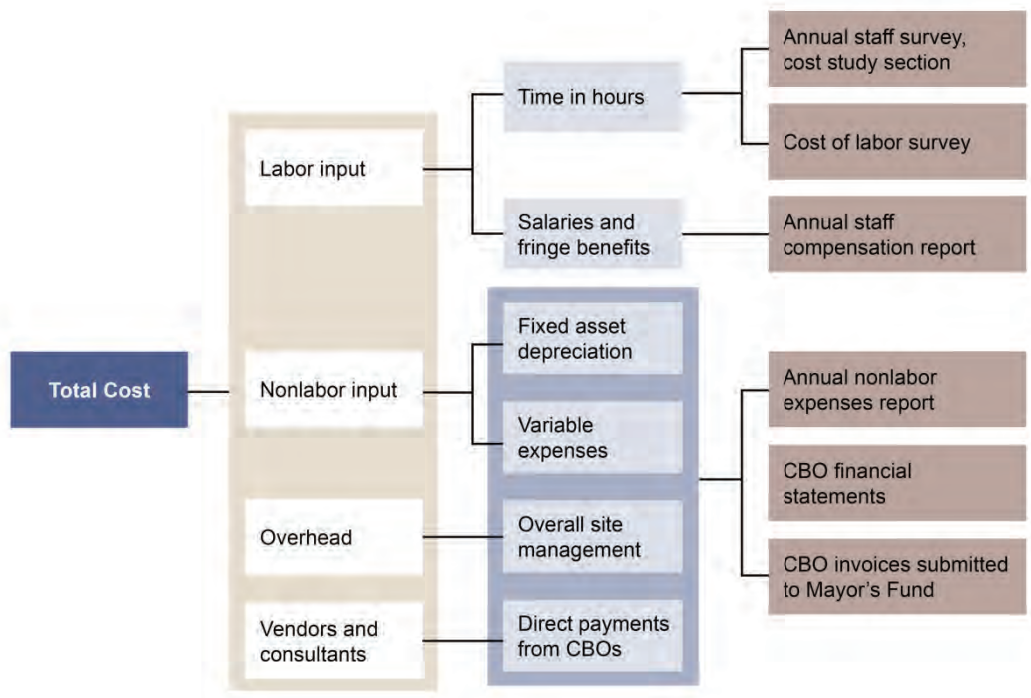 Total Cost
Labor input
Nonlabor input
Overhead
Vendors and
consultants
Time in hours
Salaries and
fringe benefits
Fixed asset
depreciation
Variable
expenses
Overall site
management
Direct payments
from CBOs
Annual staff survey,
cost study section
Cost of labor survey
Annual staff
compensation report
Annual nonlabor
expenses report
CBO financial
statements
CBO invoices submitted
to Mayor's Fund